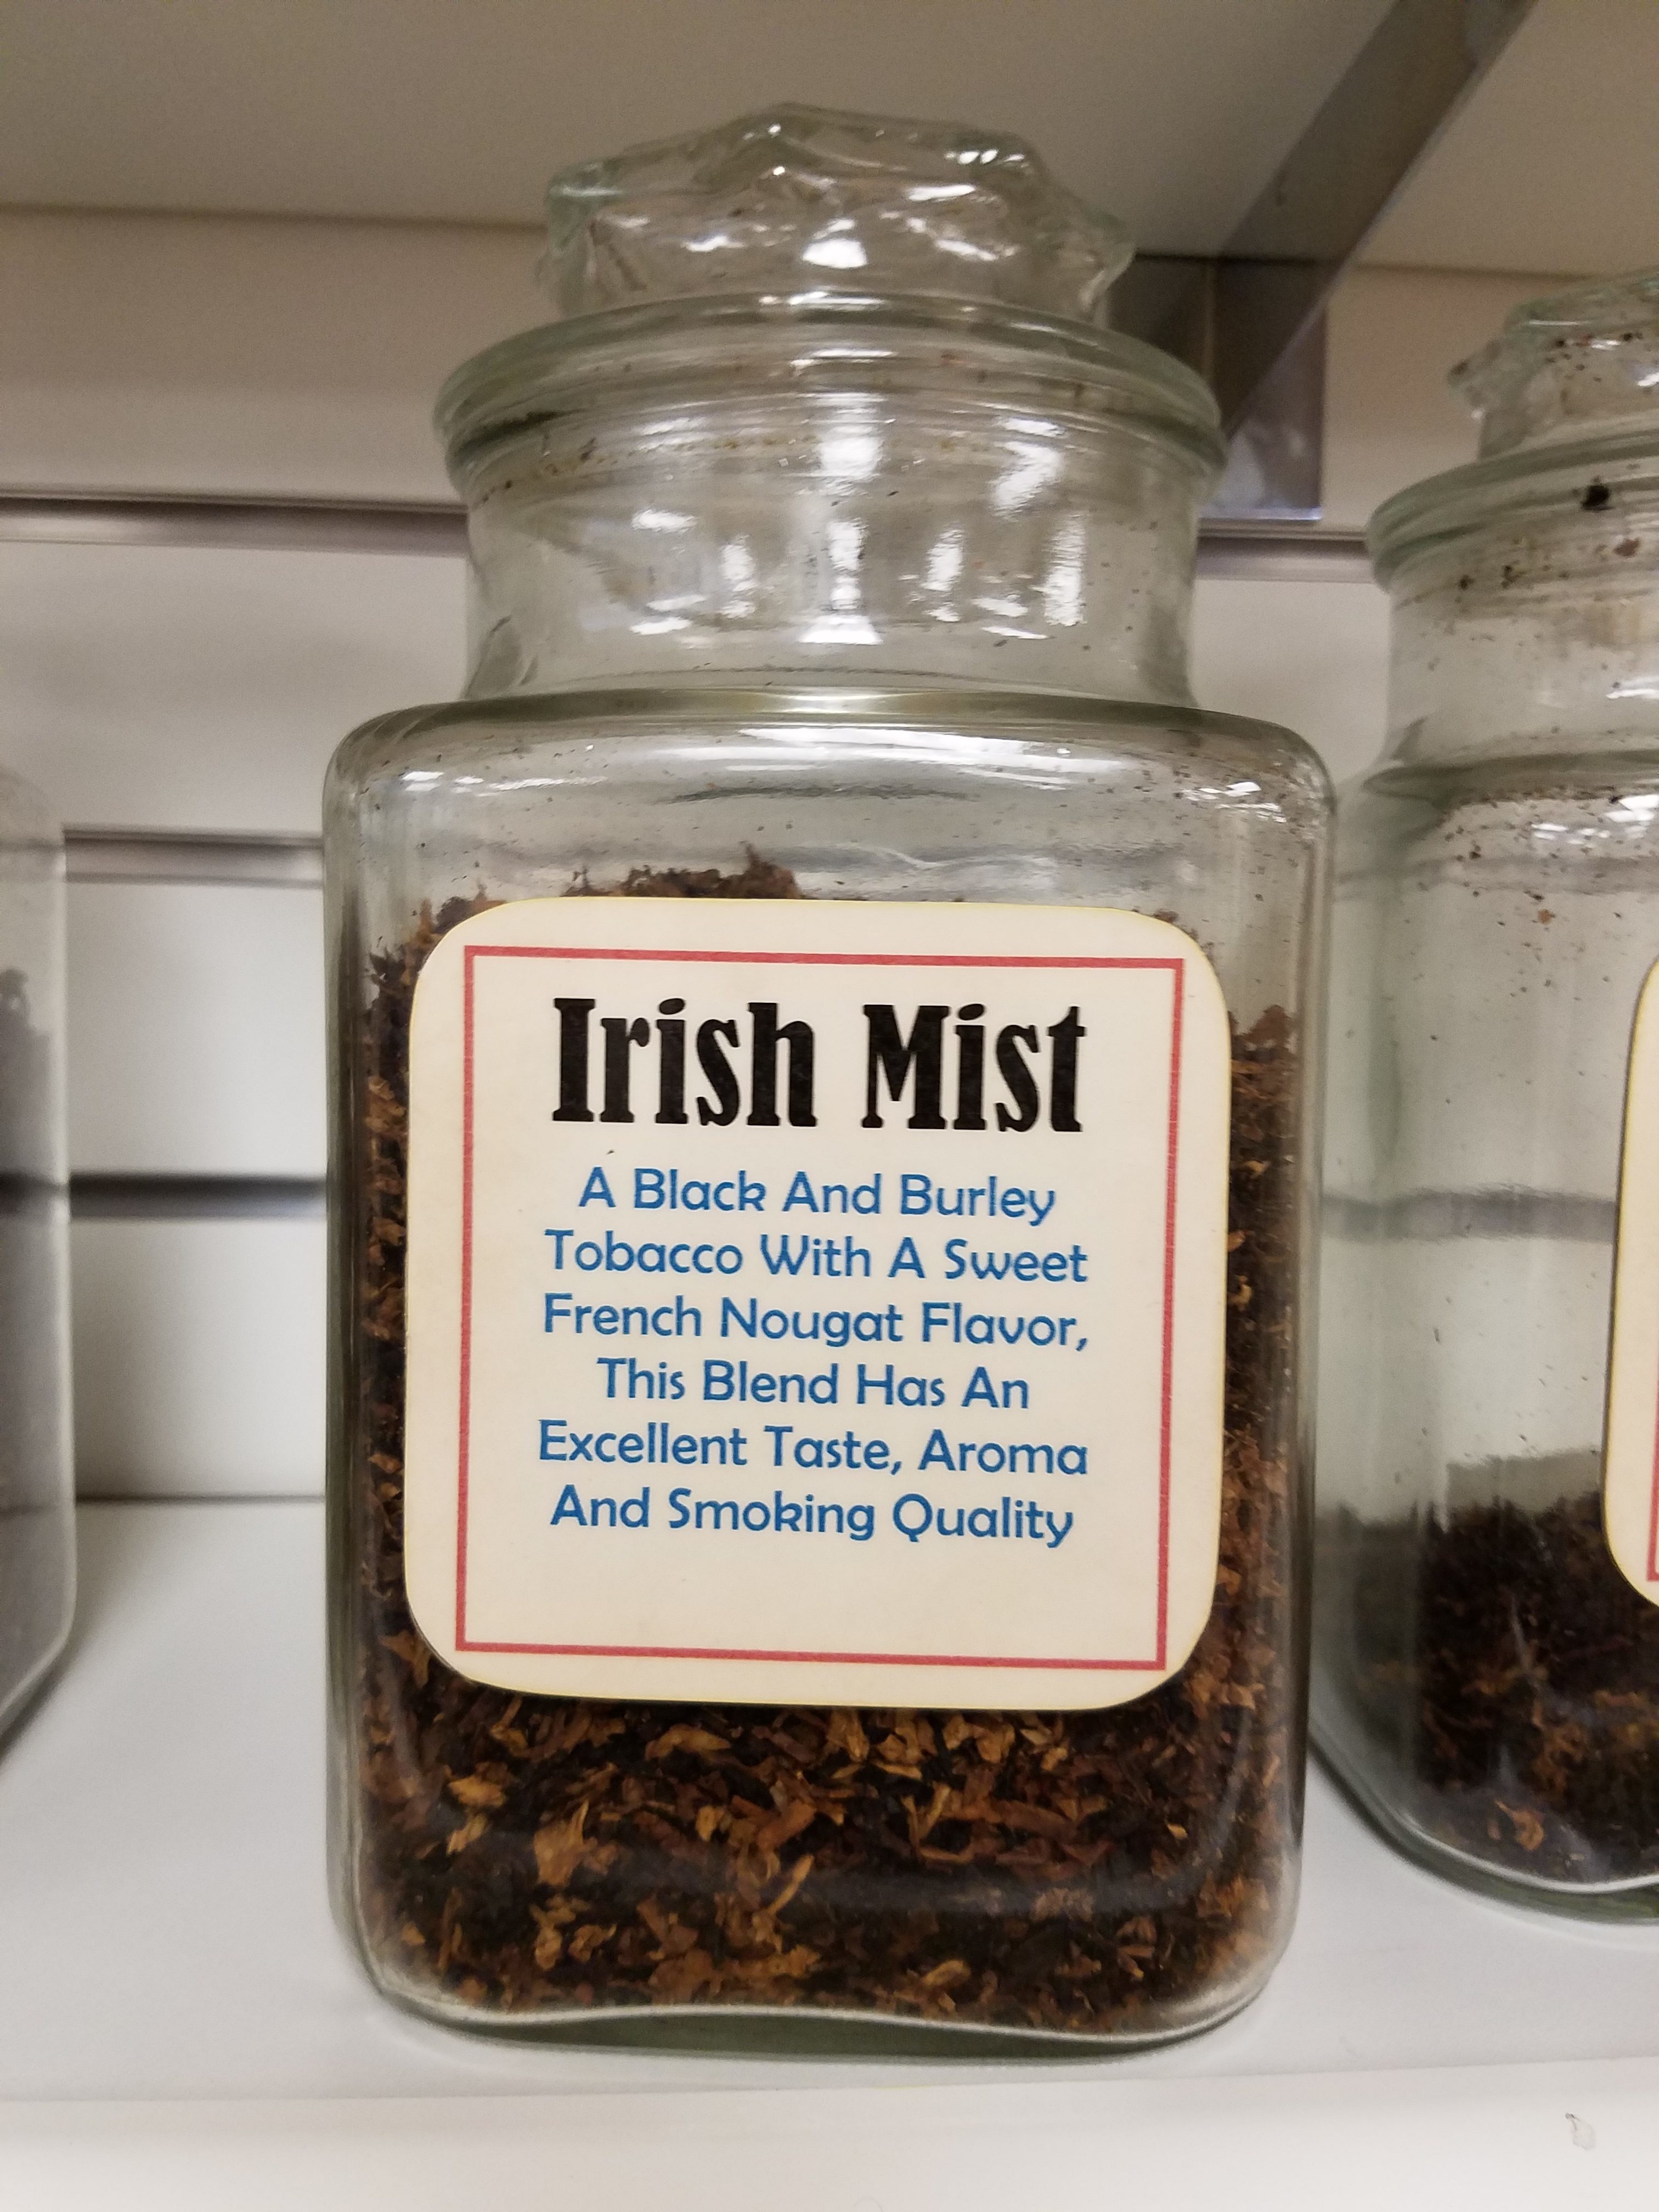 Irish Mist
A Black And Burley
Tobacco With A Sweet
French Nougat Flavor,
This Blend Has An
Excellent Taste, Aroma
And Smoking Quality